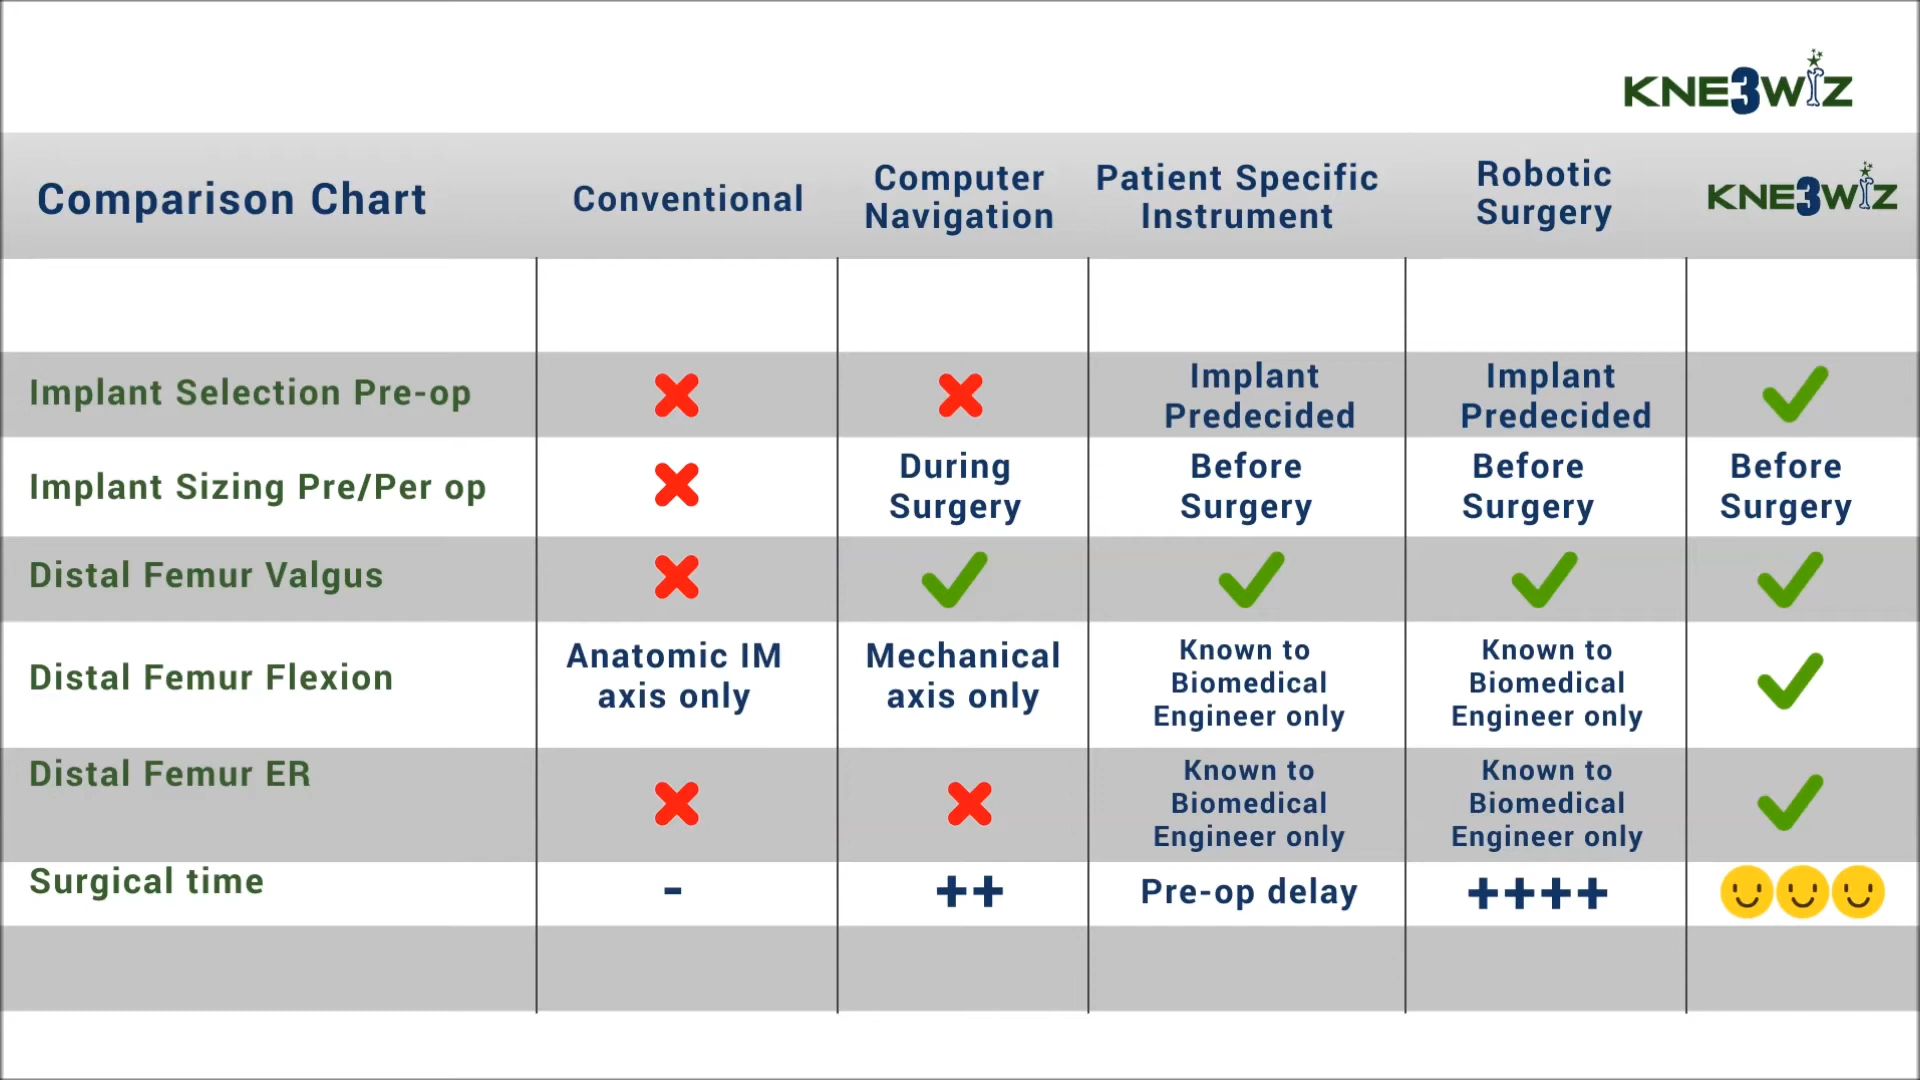 KNE3WIZ
Comparison Chart
Conventional
Computer
Navigation
Patient Specific
Instrument
Robotic
Surgery
KNE3WIZ
Implant Selection Pre-op
Implant
Predecided
Implant
Predecided
Implant Sizing Pre/Per op
During
Surgery
Before
Surgery
Before
Surgery
Before
Surgery
Distal Femur Valgus
Distal Femur Flexion
Anatomic IM
axis only
Mechanical
axis only
Known to
Biomedical
Engineer only
Known to
Biomedical
Engineer only
Distal Femur ER
Known to
Biomedical
Engineer only
Known to
Biomedical
Engineer only
Surgical time
-
++
Pre-op delay
++++